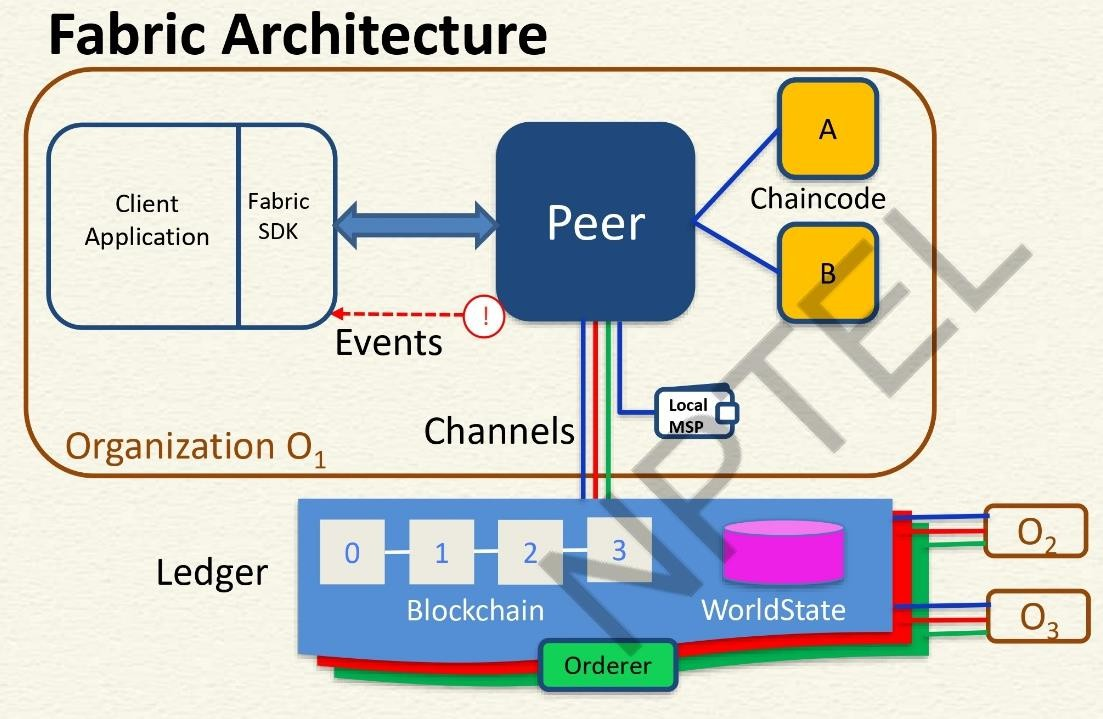 Fabric Architecture
Client
Application
Fabric
SDK
Peer
A
Chaincode
B
!
Events
Channels
Local
MSP
Organization O₁
Ledger
0 1 2 3
Blockchain
WorldState
Orderer
O₂
O₃
NPTEL